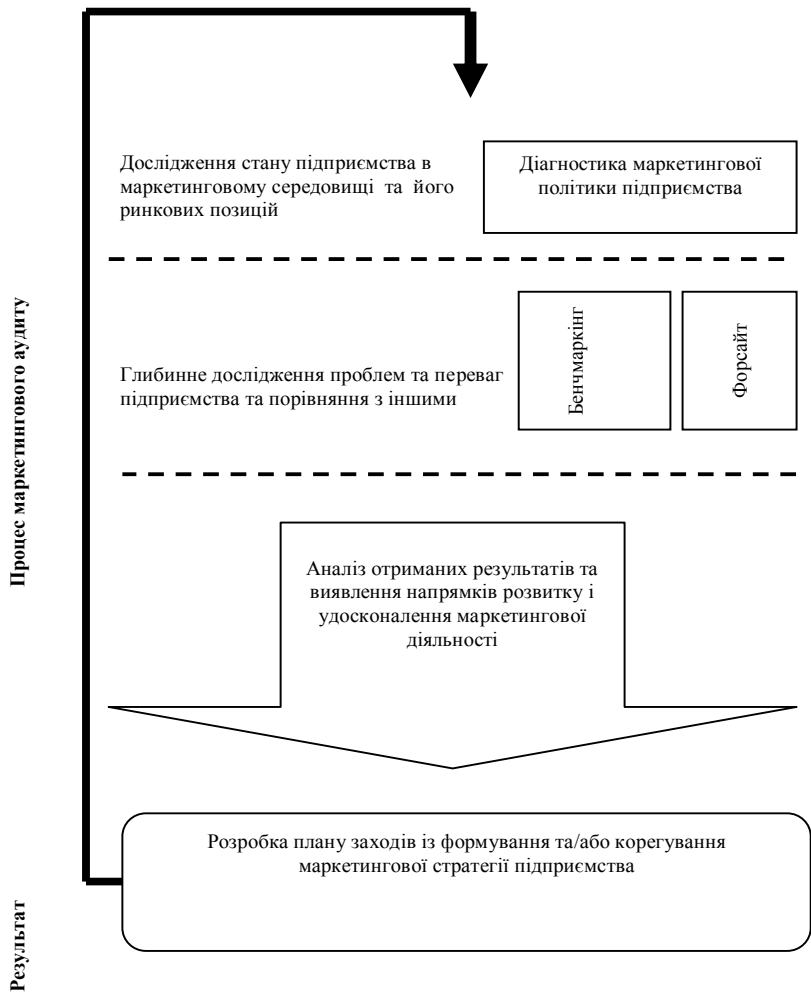 Дослідження стану підприємства в
маркетинговому середовищі та його
ринкових позицій
Діагностика маркетингової
політики підприємства
Процес маркетингового аудиту
Глибинне дослідження проблем та переваг
підприємства та порівняння з іншими
Бенчмаркінг
Форсайт
Аналіз отриманих результатів та
виявлення напрямків розвитку і
удосконалення маркетингової
діяльності
Розробка плану заходів із формування та/або корегування
маркетингової стратегії підприємства
Результат